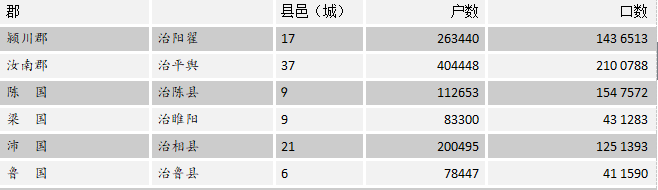 郡 县邑（城） 户数 口数
颍川郡 治阳翟 17 263440 143 6513
汝南郡 治平舆 37 404448 210 0788
陈 国 治陈县 9 112653 154 7572
梁 国 治睢阳 9 83300 43 1283
沛 国 治相县 21 200495 125 1393
鲁 国 治鲁县 6 78447 41 1590